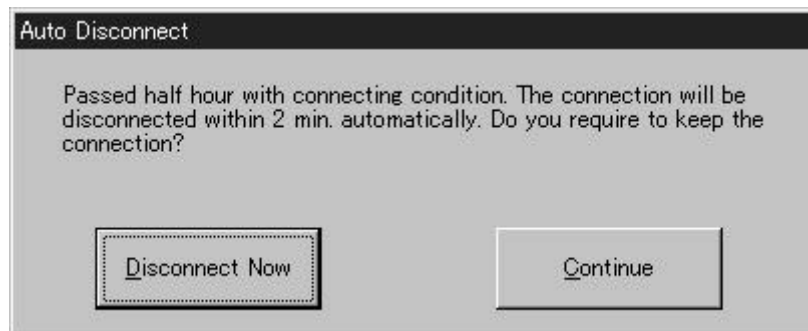 Auto Disconnect
Passed half hour with connecting condition. The connection will be
disconnected within 2 min. automatically. Do you require to keep the
connection?
Disconnect Now
Continue